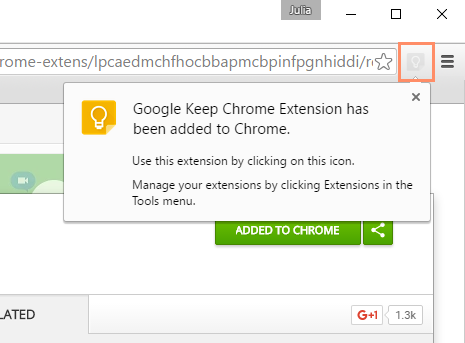 Julia
rome-extens/lpcaedmchfhocbbapmcbpinfpgnhiddi/r
Google Keep Chrome Extension has
been added to Chrome.
Use this extension by clicking on this icon.
Manage your extensions by clicking Extensions in the
Tools menu.
ADDED TO CHROME
LATED
G+1 1.3k